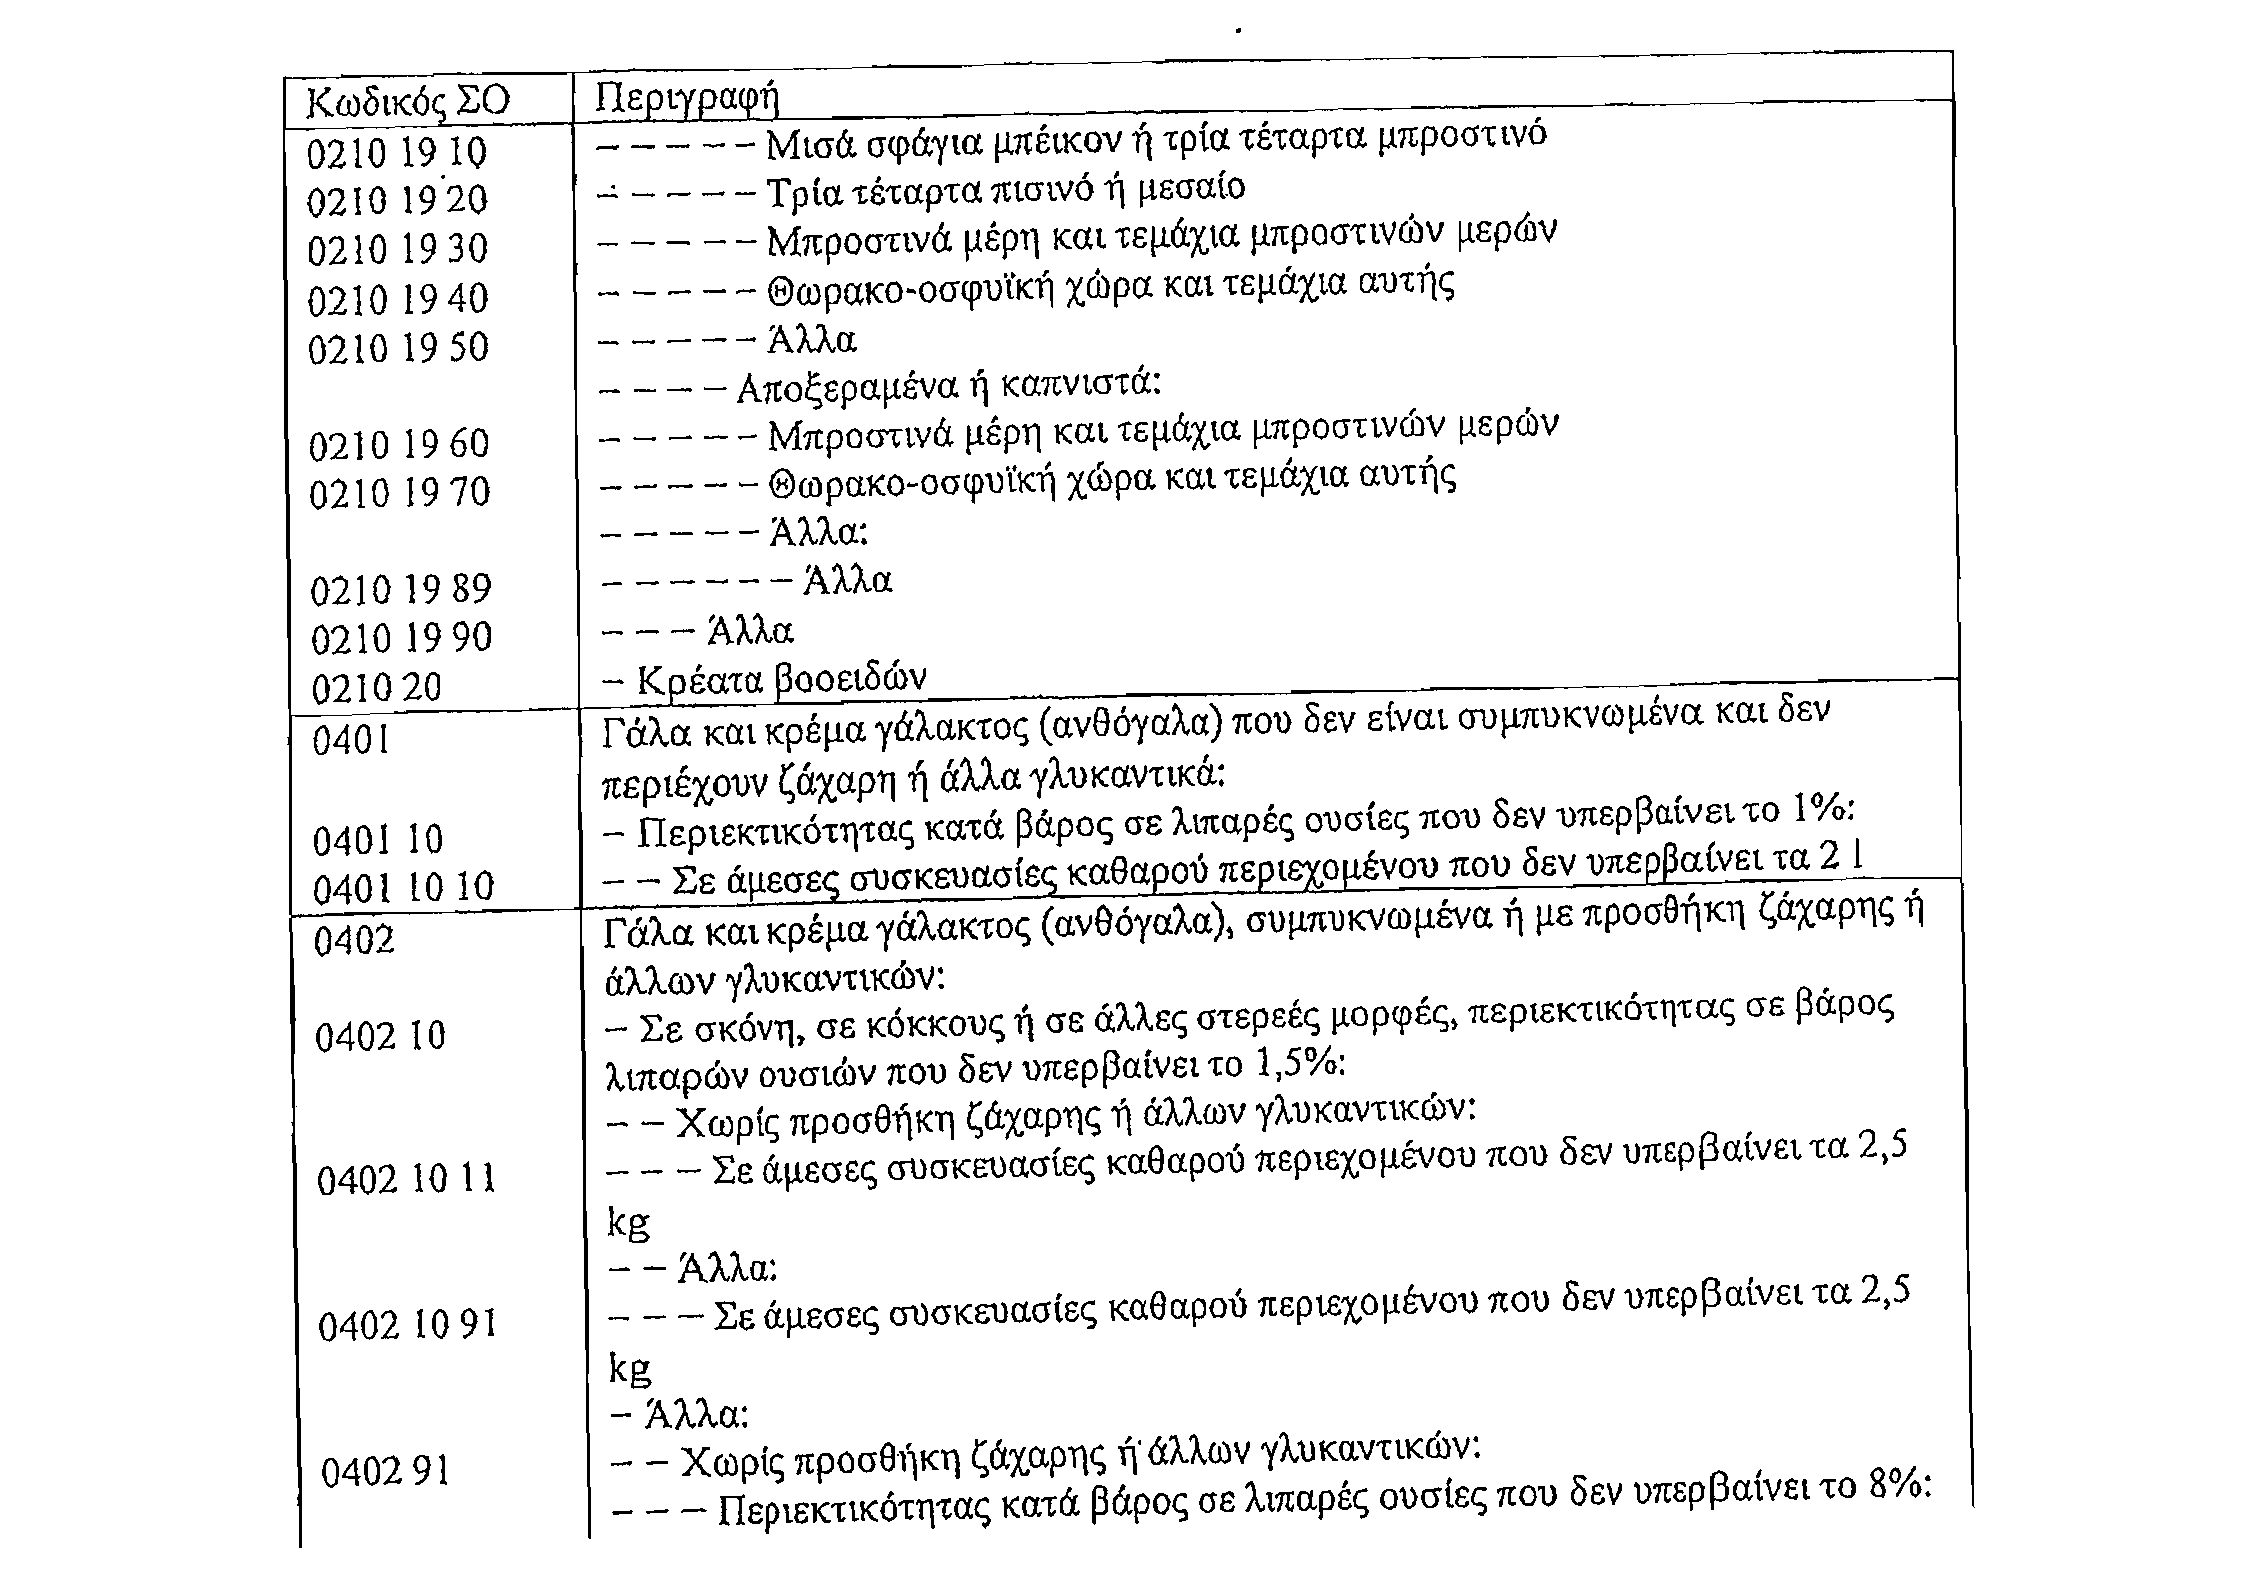 Κωδικός ΣΟ Περιγραφή
0210 19 10 – – – – – Μισά σφάγια μπέικον ή τρία τέταρτα μπροστινό
0210 19 20 – – – – – Τρία τέταρτα πισινό ή μεσαίο
0210 19 30 – – – – – Μπροστινά μέρη και τεμάχια μπροστινών μερών
0210 19 40 – – – – – Θωρακο-οσφυϊκή χώρα και τεμάχια αυτής
0210 19 50 – – – – – Άλλα
– – – – Αποξεραμένα ή καπνιστά:
0210 19 60 – – – – – Μπροστινά μέρη και τεμάχια μπροστινών μερών
0210 19 70 – – – – – Θωρακο-οσφυϊκή χώρα και τεμάχια αυτής
– – – – – Άλλα:
0210 19 89 – – – – – – Άλλα
0210 19 90 – – – Άλλα
0210 20 – Κρέατα βοοειδών
0401 Γάλα και κρέμα γάλακτος (ανθόγαλα) που δεν είναι συμπυκνωμένα και δεν
περιέχουν ζάχαρη ή άλλα γλυκαντικά:
0401 10 – Περιεκτικότητας κατά βάρος σε λιπαρές ουσίες που δεν υπερβαίνει το 1%:
0401 10 10 – – Σε άμεσες συσκευασίες καθαρού περιεχομένου που δεν υπερβαίνει τα 2 l
0402 Γάλα και κρέμα γάλακτος (ανθόγαλα), συμπυκνωμένα ή με προσθήκη ζάχαρης ή
άλλων γλυκαντικών:
0402 10 – Σε σκόνη, σε κόκκους ή σε άλλες στερεές μορφές, περιεκτικότητας σε βάρος
λιπαρών ουσιών που δεν υπερβαίνει το 1,5%:
– – Χωρίς προσθήκη ζάχαρης ή άλλων γλυκαντικών:
0402 10 11 – – – Σε άμεσες συσκευασίες καθαρού περιεχομένου που δεν υπερβαίνει τα 2,5
kg
– – Άλλα:
0402 10 91 – – – Σε άμεσες συσκευασίες καθαρού περιεχομένου που δεν υπερβαίνει τα 2,5
kg
– Άλλα:
0402 91 – – Χωρίς προσθήκη ζάχαρης ή άλλων γλυκαντικών:
– – – Περιεκτικότητας κατά βάρος σε λιπαρές ουσίες που δεν υπερβαίνει το 8%: